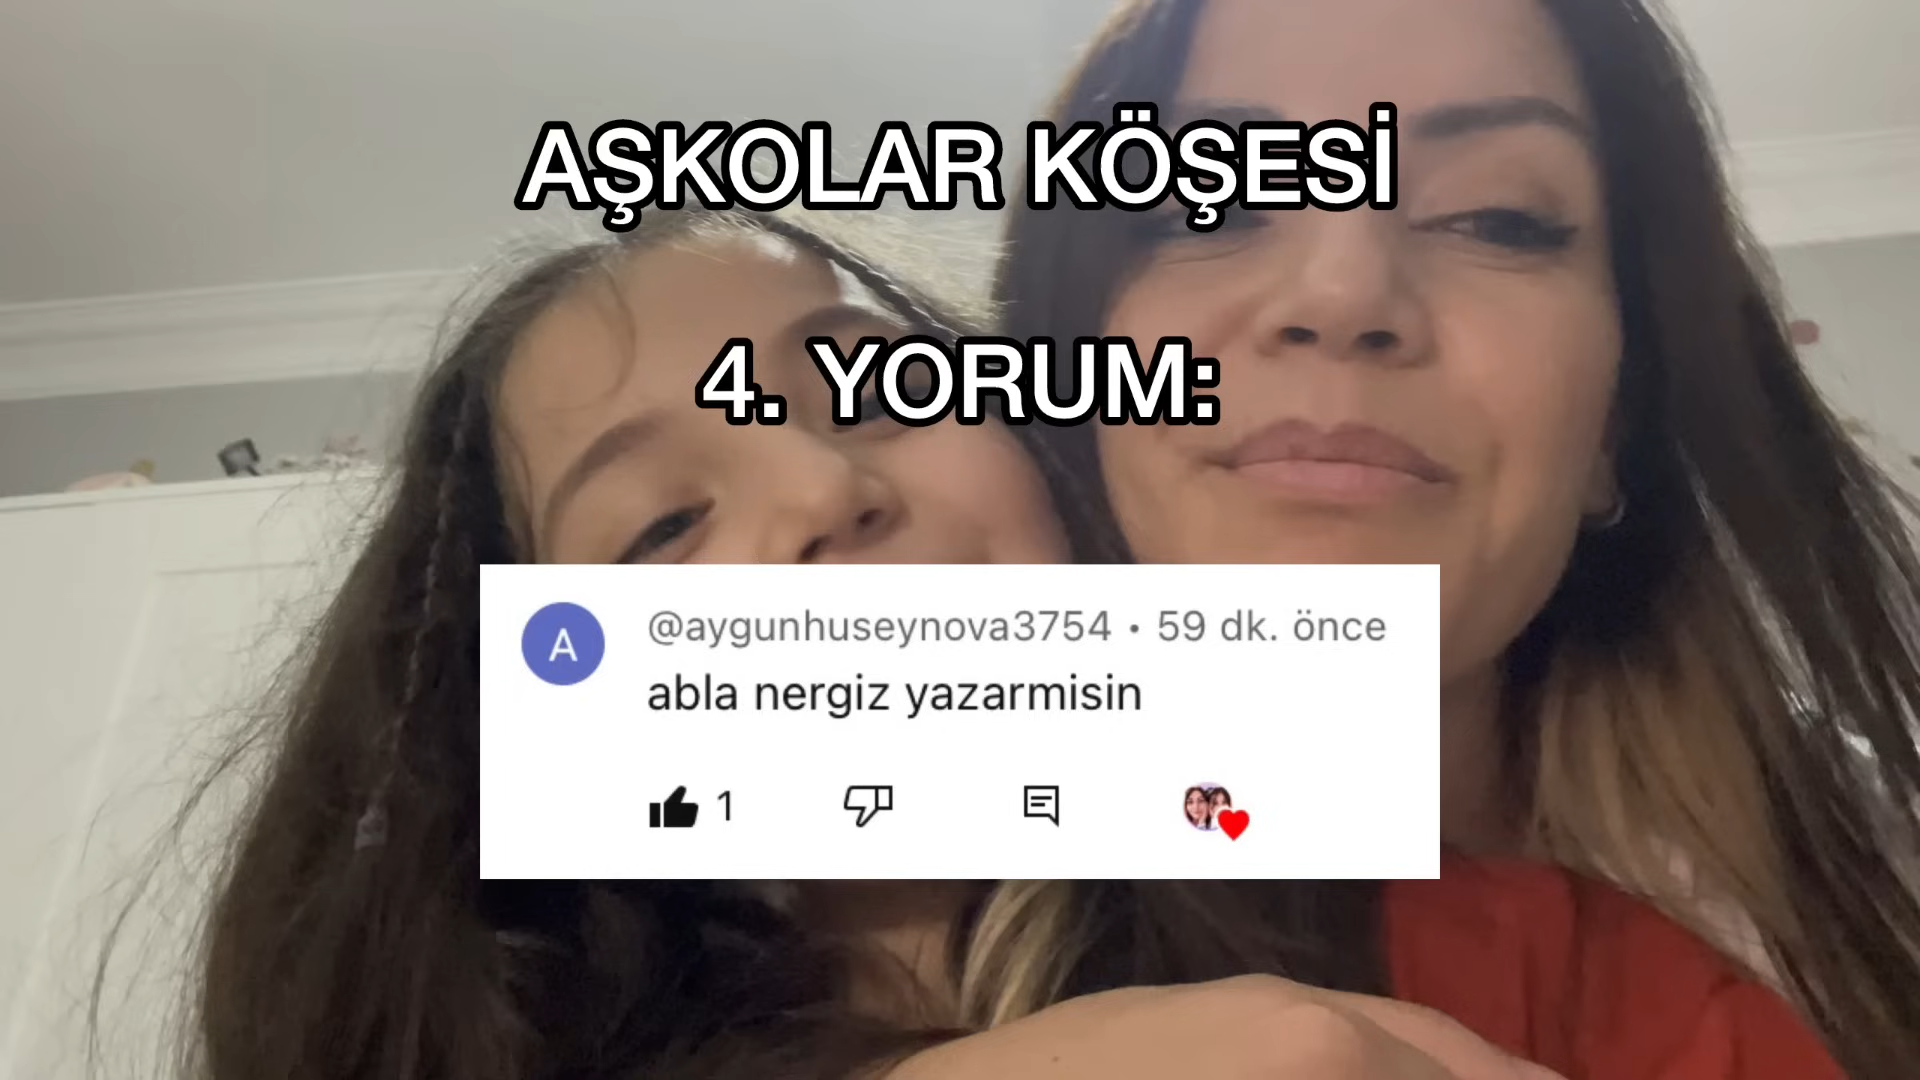 AŞKOLAR KÖŞESİ
4. YORUM:
A
@aygunhuseynova3754 • 59 dk. önce
abla nergiz yazarmisin
1